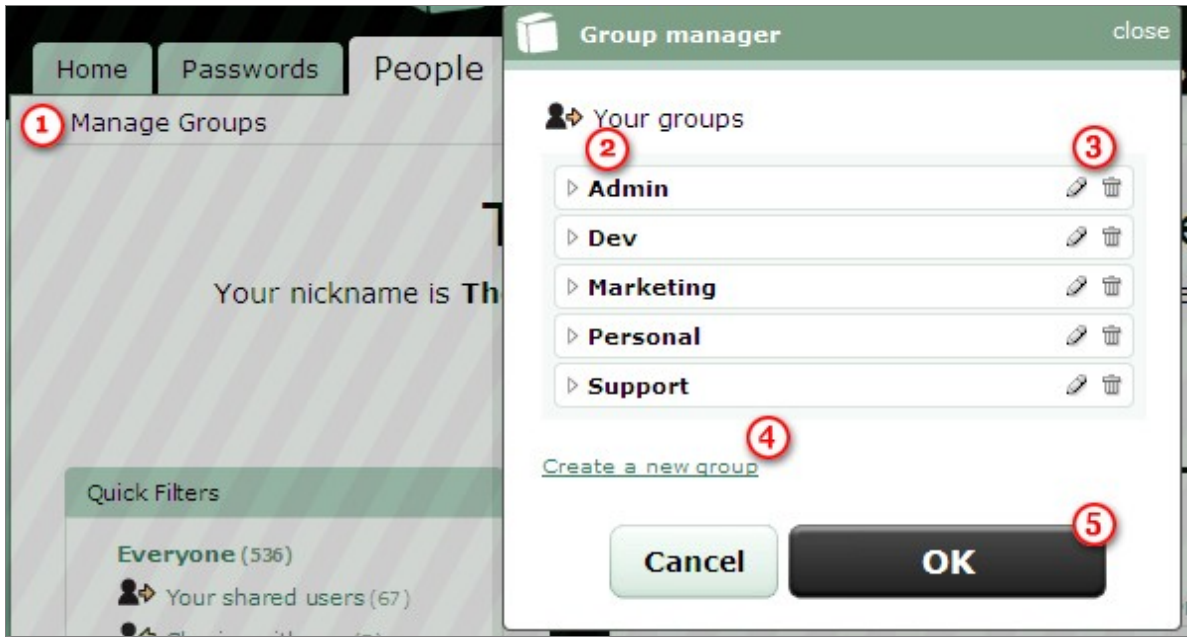 Home
Passwords
People
Group manager
close
1
Manage Groups
Your groups
2
3
Admin
Dev
Marketing
Personal
Support
Your nickname is Th
4
Create a new group
5
Cancel
OK
Quick Filters
Everyone (536)
Your shared users (67)